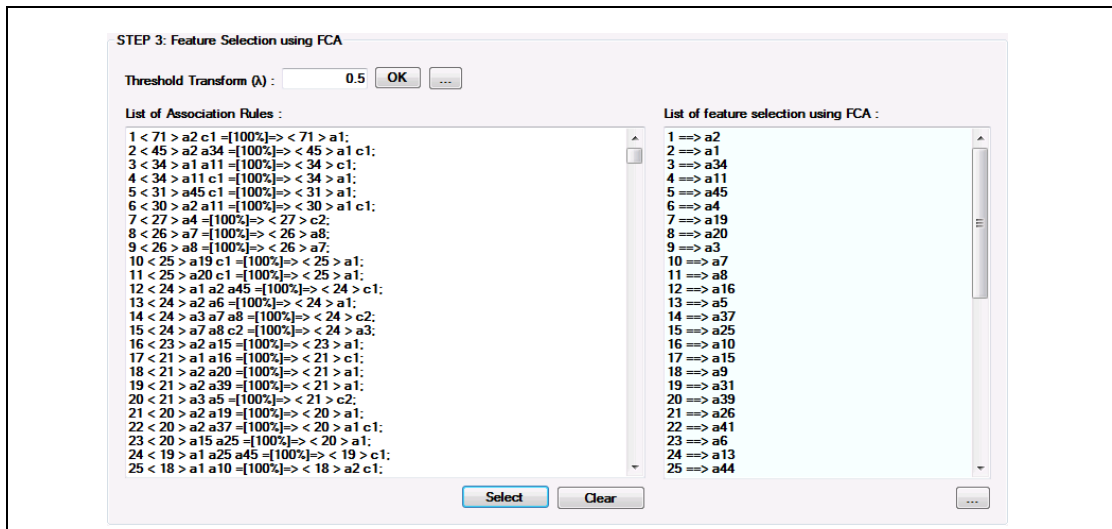 STEP 3: Feature Selection using FCA
Threshold Transform (λ) : 0.5 OK ...
List of Association Rules :
1 < 71 > a2 c1 =[100%]=> < 71 > a1;
2 < 45 > a2 a34 =[100%]=> < 45 > a1 c1;
3 < 34 > a1 a11 =[100%]=> < 34 > c1;
4 < 34 > a11 c1 =[100%]=> < 34 > a1;
5 < 31 > a45 c1 =[100%]=> < 31 > a1;
6 < 30 > a2 a11 =[100%]=> < 30 > a1 c1;
7 < 27 > a4 =[100%]=> < 27 > c2;
8 < 26 > a7 =[100%]=> < 26 > a8;
9 < 26 > a8 =[100%]=> < 26 > a7;
10 < 25 > a19 c1 =[100%]=> < 25 > a1;
11 < 25 > a20 c1 =[100%]=> < 25 > a1;
12 < 24 > a1 a2 a45 =[100%]=> < 24 > c1;
13 < 24 > a2 a6 =[100%]=> < 24 > a1;
14 < 24 > a3 a7 a8 =[100%]=> < 24 > c2;
15 < 24 > a7 a8 c2 =[100%]=> < 24 > a3;
16 < 23 > a2 a15 =[100%]=> < 23 > a1;
17 < 21 > a1 a16 =[100%]=> < 21 > c1;
18 < 21 > a2 a20 =[100%]=> < 21 > a1;
19 < 21 > a2 a39 =[100%]=> < 21 > a1;
20 < 21 > a3 a5 =[100%]=> < 21 > c2;
21 < 20 > a2 a19 =[100%]=> < 20 > a1;
22 < 20 > a2 a37 =[100%]=> < 20 > a1 c1;
23 < 20 > a15 a25 =[100%]=> < 20 > a1;
24 < 19 > a1 a25 a45 =[100%]=> < 19 > c1;
25 < 18 > a1 a10 =[100%]=> < 18 > a2 c1;
List of feature selection using FCA :
1 ==> a2
2 ==> a1
3 ==> a34
4 ==> a11
5 ==> a45
6 ==> a4
7 ==> a19
8 ==> a20
9 ==> a3
10 ==> a7
11 ==> a8
12 ==> a16
13 ==> a5
14 ==> a37
15 ==> a25
16 ==> a10
17 ==> a15
18 ==> a9
19 ==> a31
20 ==> a39
21 ==> a26
22 ==> a41
23 ==> a6
24 ==> a13
25 ==> a44
Select Clear ...